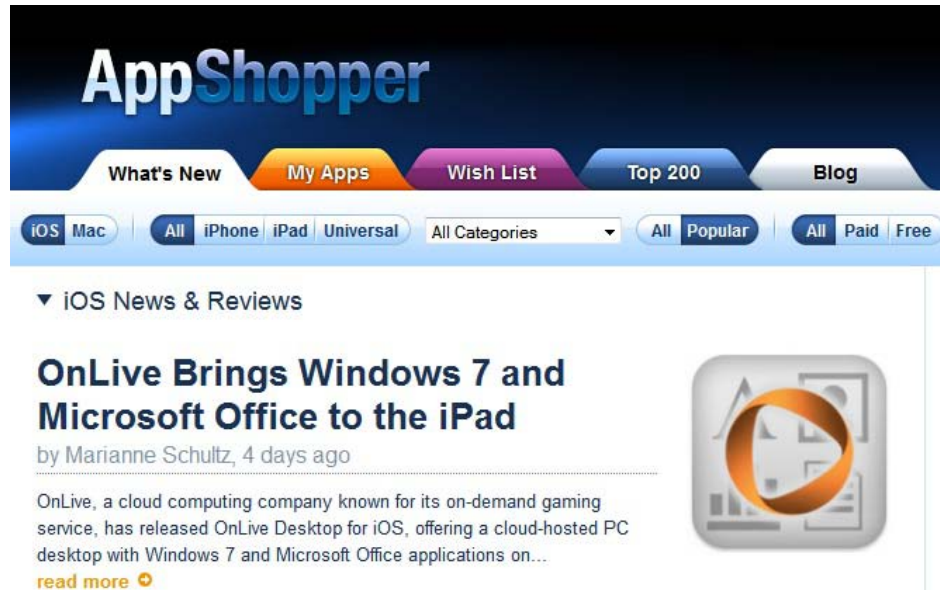 AppShopper
What's New My Apps Wish List Top 200 Blog
iOS Mac All iPhone iPad Universal All Categories All Popular All Paid Free
iOS News & Reviews
OnLive Brings Windows 7 and
Microsoft Office to the iPad
by Marianne Schultz, 4 days ago
OnLive, a cloud computing company known for its on-demand gaming
service, has released OnLive Desktop for iOS, offering a cloud-hosted PC
desktop with Windows 7 and Microsoft Office applications on...
read more